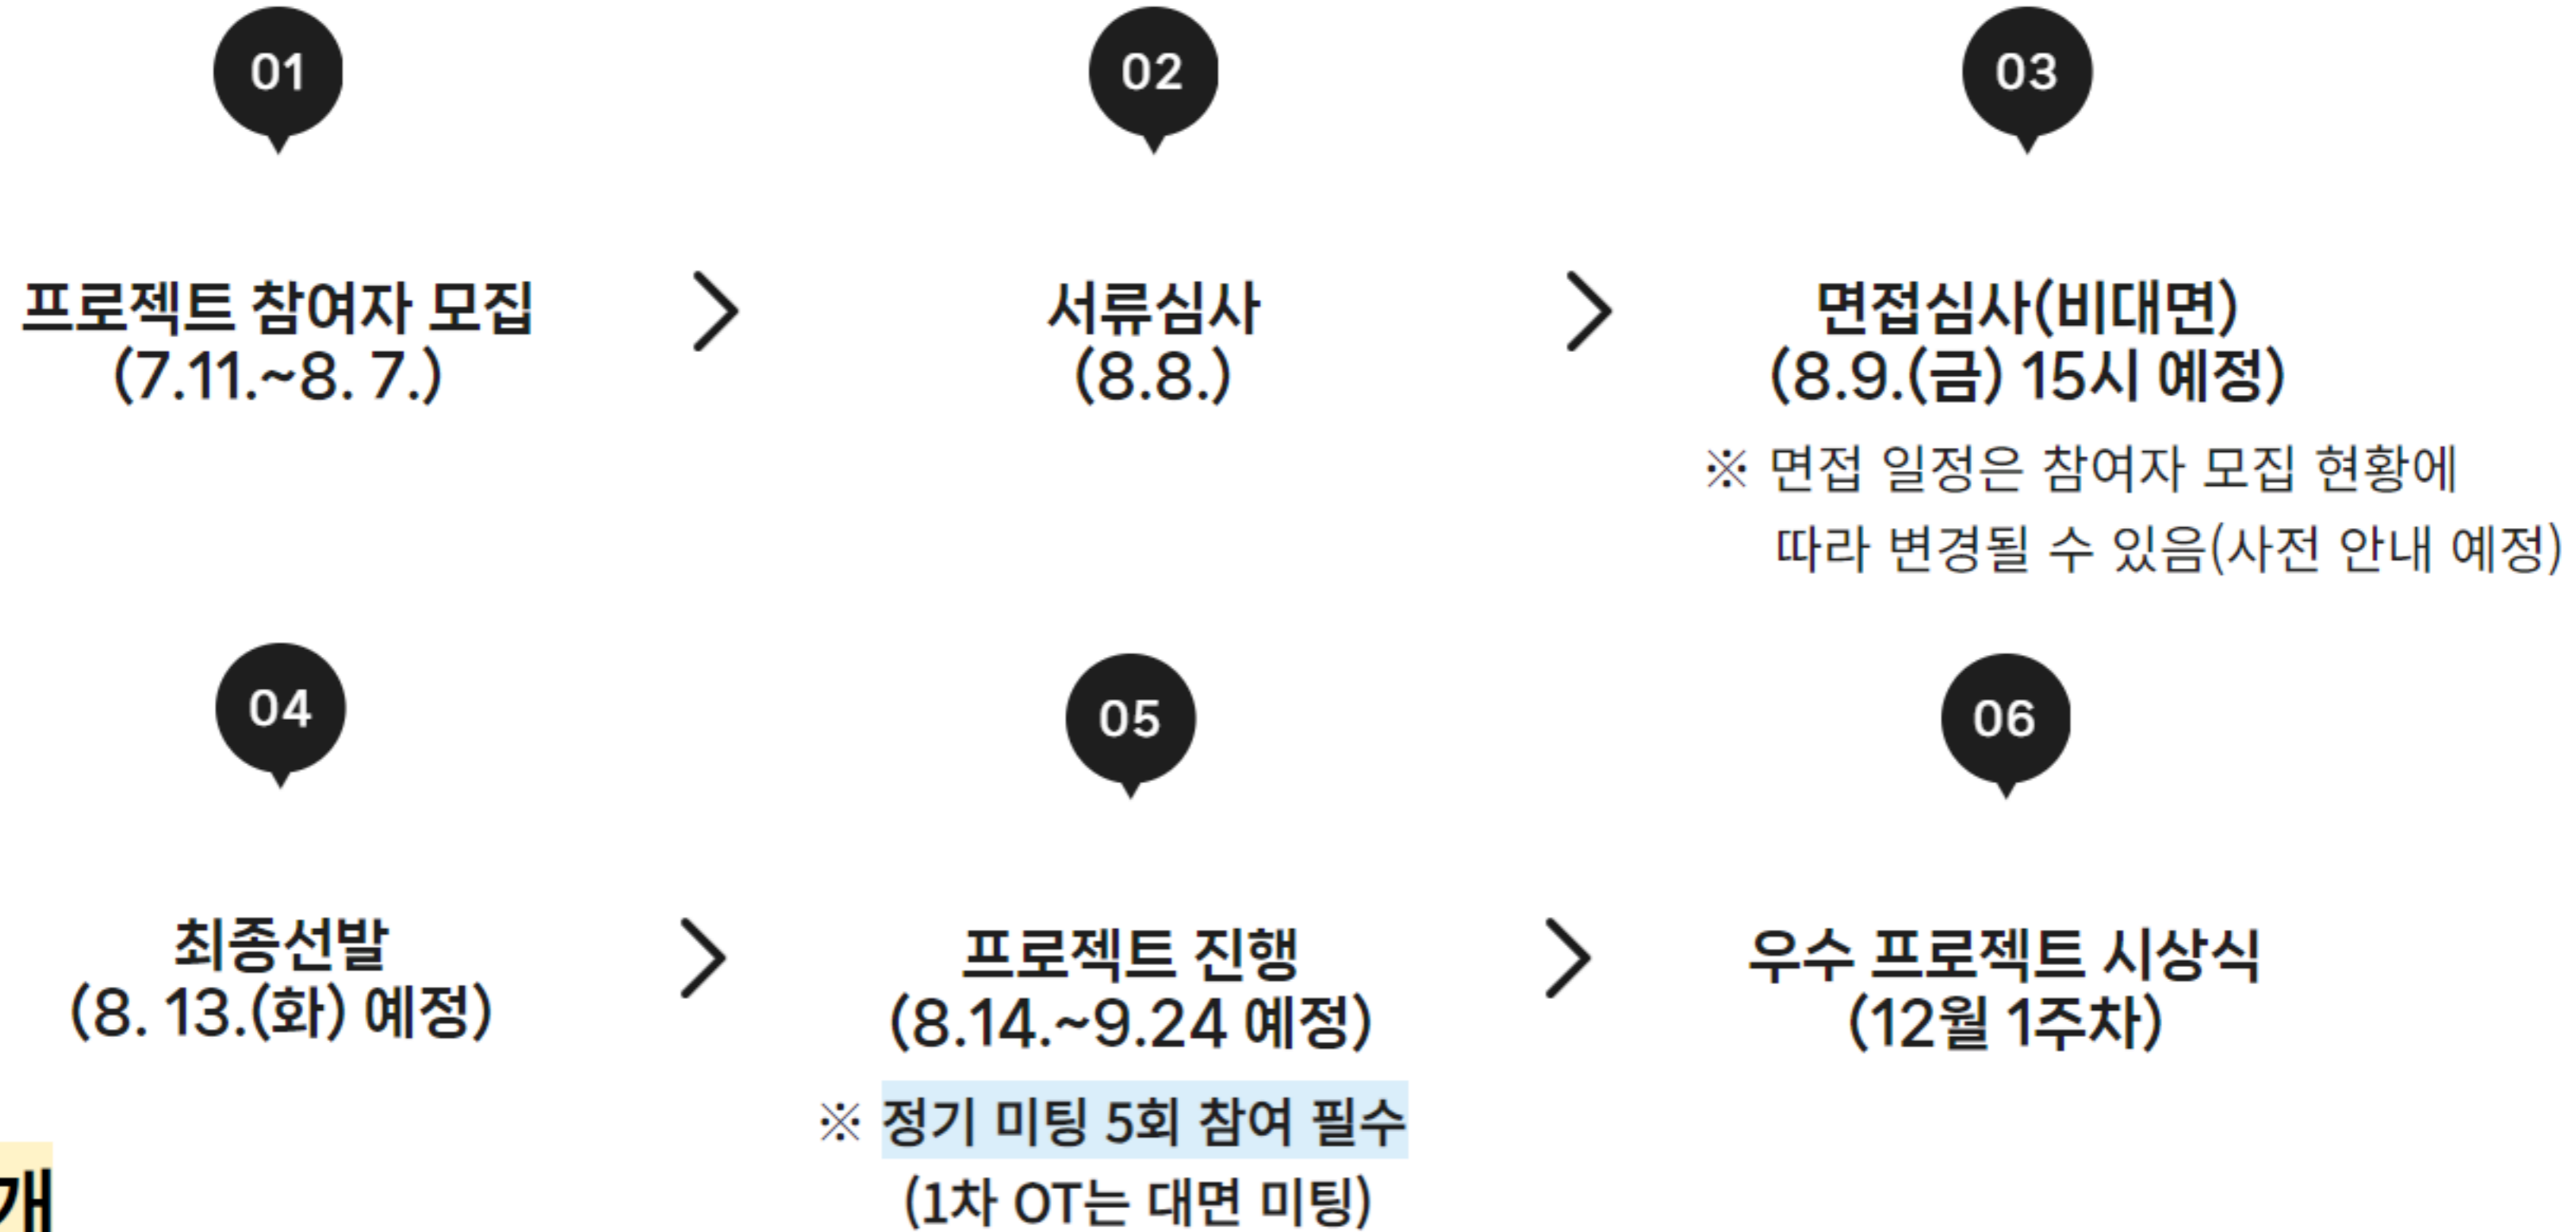 01
02
03
프로젝트 참여자 모집
(7.11.~8. 7.)
서류심사
(8.8.)
면접심사(비대면)
(8.9.(금) 15시 예정)
※ 면접 일정은 참여자 모집 현황에
따라 변경될 수 있음(사전 안내 예정)
04
05
06
최종선발
(8. 13.(화) 예정)
프로젝트 진행
(8.14.~9.24 예정)
※ 정기 미팅 5회 참여 필수
(1차 OT는 대면 미팅)
우수 프로젝트 시상식
(12월 1주차)
개